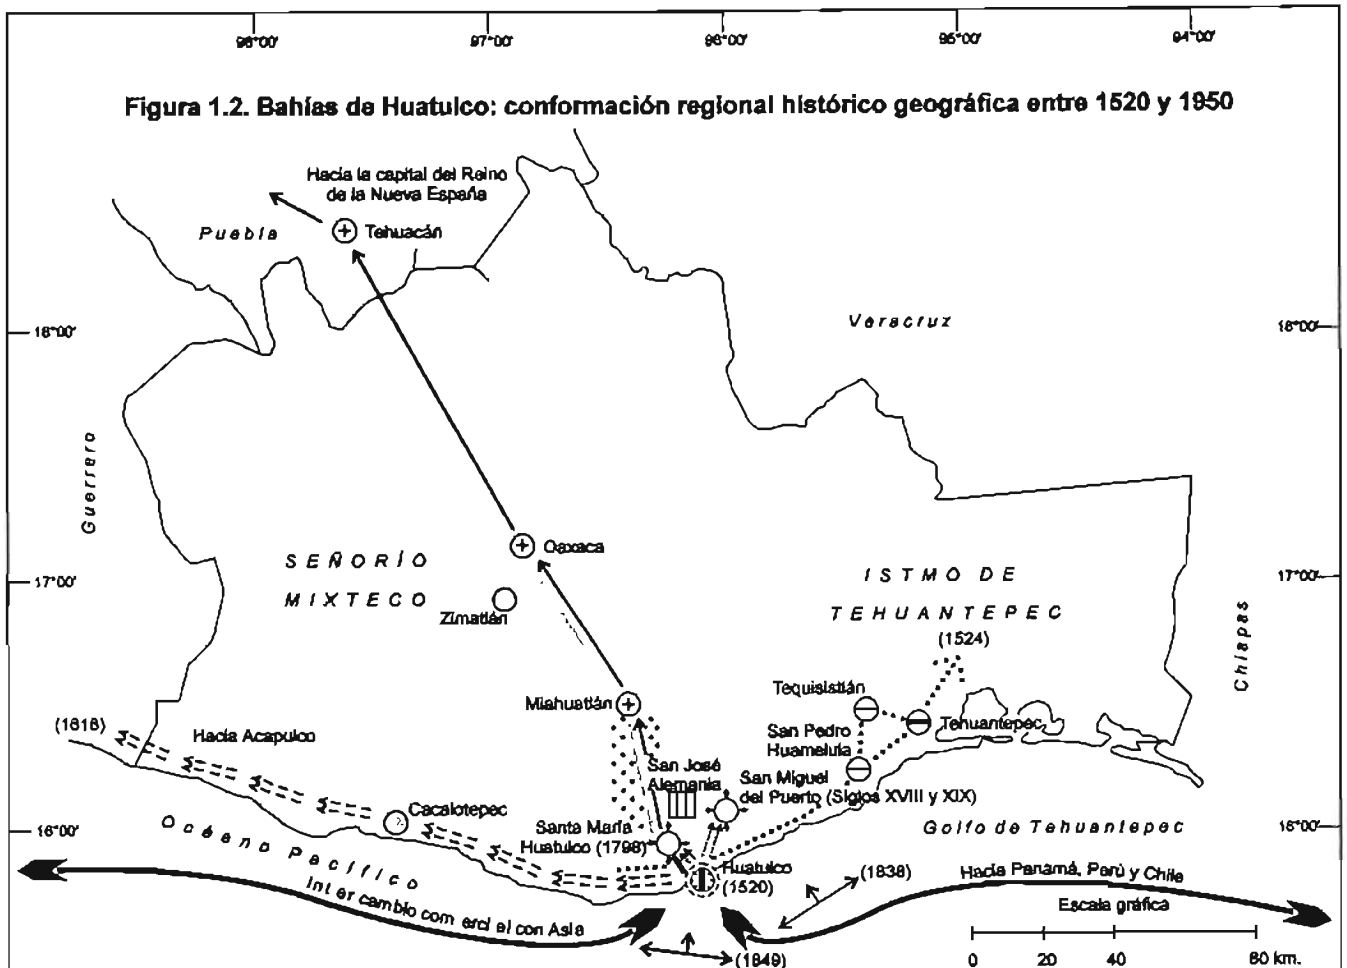 98°00'
97°00'
96°00'
95°00'
94°00'
Figura 1.2. Bahías de Huatulco: conformación regional histórico geográfica entre 1520 y 1950
Hacia la capital del Reino
de la Nueva España
Puebla
Tehuacán
Veracruz
18°00'
18°00'
Guerrero
Oaxaca
SEÑORÍO
MIXTECO
Zimatlán
ISTMO DE
TEHUANTEPEC
(1524)
17°00'
17°00'
Chiapas
Miahuatlán
Tequisistlán
Tehuantepec
San Pedro
Huamelula
(1616)
Hacia Acapulco
San José
Alemania
San Miguel
del Puerto (Siglos XVIII y XIX)
Cacalotepec
Santa María
Huatulco (1798)
16°00'
16°00'
Golfo de Tehuantepec
Océano Pacífico
Huatulco
(1520)
(1838)
Hacia Panamá, Perú y Chile
Intercambio comercial con Asia
(1849)
Escala gráfica
0 20 40 80 km.